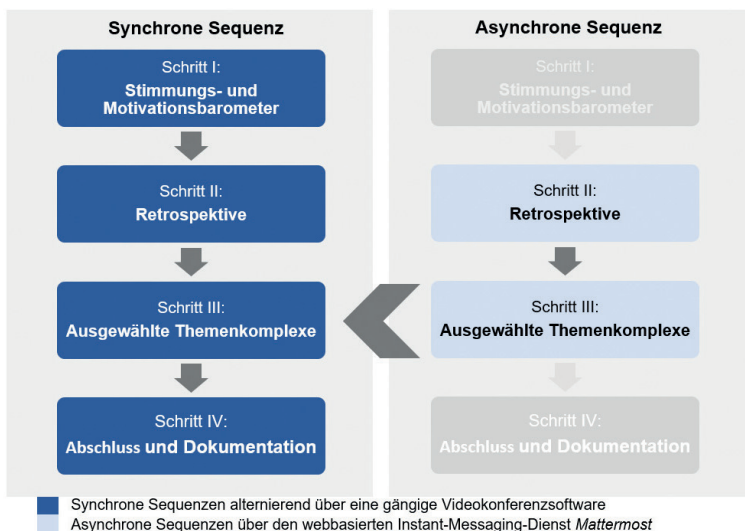 Synchrone Sequenz
Schritt I:
Stimmungs- und
Motivationsbarometer
Schritt II:
Retrospektive
Schritt III:
Ausgewählte Themenkomplexe
Schritt IV:
Abschluss und Dokumentation
Asynchrone Sequenz
Schritt I:
Stimmungs- und
Motivationsbarometer
Schritt II:
Retrospektive
Schritt III:
Ausgewählte Themenkomplexe
Schritt IV:
Abschluss und Dokumentation
Synchrone Sequenzen alternierend über eine gängige Videokonferenzsoftware
Asynchrone Sequenzen über den webbasierten Instant-Messaging-Dienst Mattermost